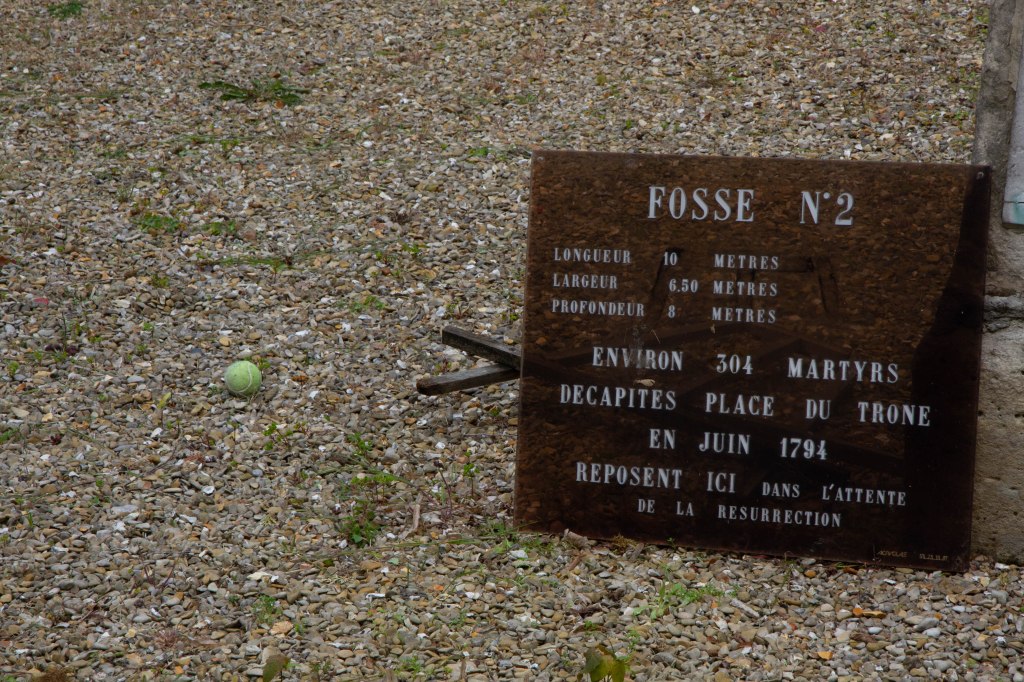 FOSSE N°2
LONGUEUR 10 METRES
LARGEUR 6.50 METRES
PROFONDEUR 8 METRES
ENVIRON 304 MARTYRS
DECAPITES PLACE DU TRONE
EN JUIN 1794
REPOSENT ICI DANS L'ATTENTE
DE LA RESURRECTION